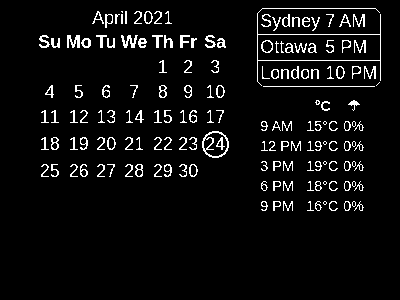 April 2021
Su Mo Tu We Th Fr Sa
1 2 3
4 5 6 7 8 9 10
11 12 13 14 15 16 17
18 19 20 21 22 23 24
25 26 27 28 29 30
Sydney 7 AM
Ottawa 5 PM
London 10 PM
°C
9 AM 15°C 0%
12 PM 19°C 0%
3 PM 19°C 0%
6 PM 18°C 0%
9 PM 16°C 0%